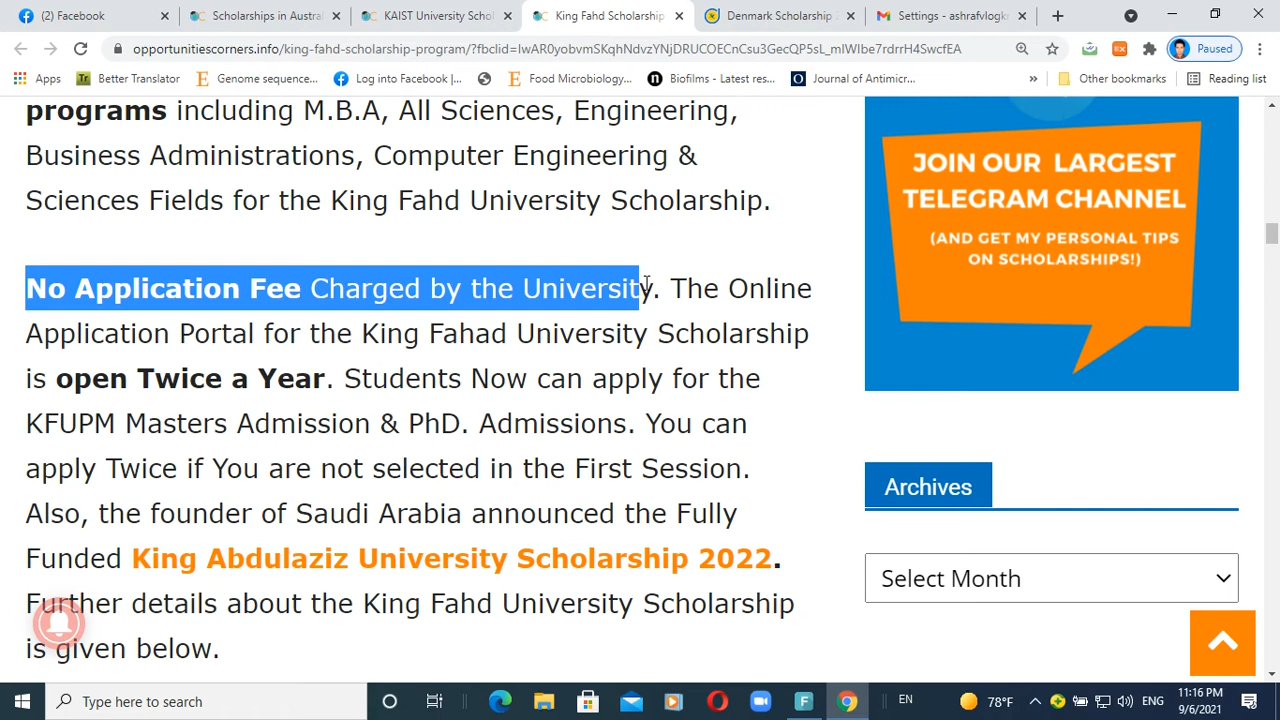 (2) Facebook
Scholarships in Austra
KAIST University Scho
King Fahd Scholarship
Denmark Scholarship 2
Settings - ashrafvlogkn
opportunitiescorners.info/king-fahd-scholarship-program/?fbclid=IwAR0yobvmSKqhNdvzYNjDRUCOECnCsu3GecQP5sL_mIWIbe7rdrrH4SwcfEA
Paused
Apps
Better Translator
Genome sequence...
Log into Facebook |...
Food Microbiology...
Biofilms - Latest res...
Journal of Antimicr...
Other bookmarks
Reading list
programs including M.B.A, All Sciences, Engineering,
Business Administrations, Computer Engineering &
Sciences Fields for the King Fahd University Scholarship.
No Application Fee Charged by the University. The Online
Application Portal for the King Fahad University Scholarship
is open Twice a Year. Students Now can apply for the
KFUPM Masters Admission & PhD. Admissions. You can
apply Twice if You are not selected in the First Session.
Also, the founder of Saudi Arabia announced the Fully
Funded King Abdulaziz University Scholarship 2022.
Further details about the King Fahd University Scholarship
is given below.
JOIN OUR LARGEST
TELEGRAM CHANNEL
(AND GET MY PERSONAL TIPS
ON SCHOLARSHIPS!)
Archives
Select Month
Type here to search
EN
78°F
ENG
11:16 PM
9/6/2021